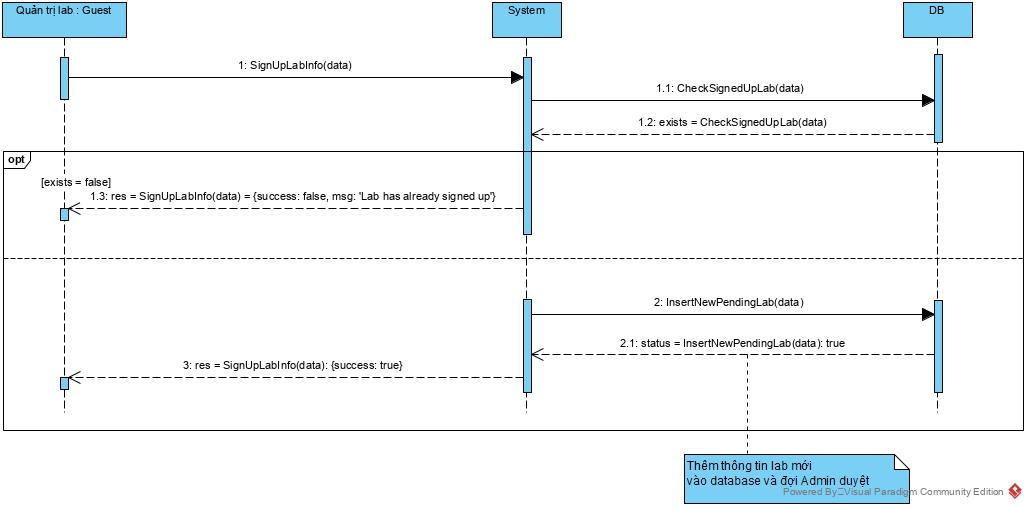 Quản trị lab : Guest
System
DB
1: SignUpLabInfo(data)
1.1: CheckSignedUpLab(data)
1.2: exists = CheckSignedUpLab(data)
opt
[exists = false]
1.3: res = SignUpLabInfo(data) = {success: false, msg: 'Lab has already signed up'}
2: InsertNewPendingLab(data)
2.1: status = InsertNewPendingLab(data): true
3: res = SignUpLabInfo(data): {success: true}
Thêm thông tin lab mới
vào database và đợi Admin duyệt
Powered By Visual Paradigm Community Edition